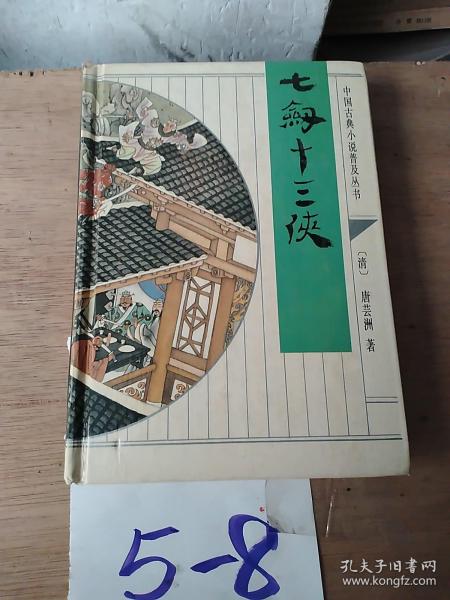 七剑十三侠
中国古典小说普及丛书
〔清〕 唐芸洲 著
5-8
孔夫子旧书网
www.kongfz.com